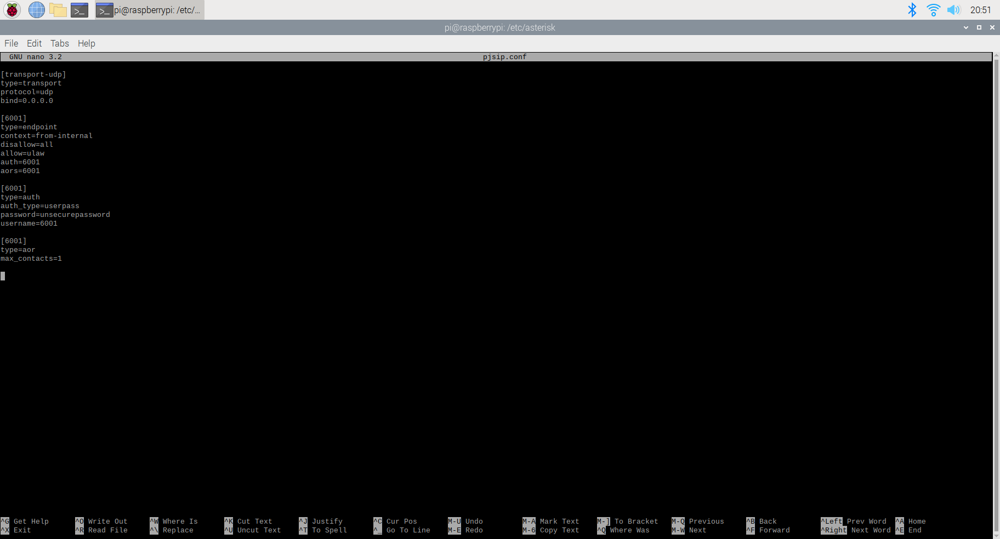 pi@raspberrypi: /etc/... 20:51
pi@raspberrypi: /etc/asterisk
File Edit Tabs Help
GNU nano 3.2 pjsip.conf
[transport-udp]
type=transport
protocol=udp
bind=0.0.0.0
[6001]
type=endpoint
context=from-internal
disallow=all
allow=ulaw
auth=6001
aors=6001
[6001]
type=auth
auth_type=userpass
password=unsecurepassword
username=6001
[6001]
type=aor
max_contacts=1
^G Get Help ^O Write Out ^W Where Is ^K Cut Text ^J Justify ^C Cur Pos M-U Undo M-A Mark Text M-] To Bracket M-Q Previous ^B Back ^Left Prev Word ^A Home
^X Exit ^R Read File ^\ Replace ^U Uncut Text ^T To Spell ^_ Go To Line M-E Redo M-6 Copy Text ^Q Where Was M-W Next ^F Forward ^Right Next Word ^E End